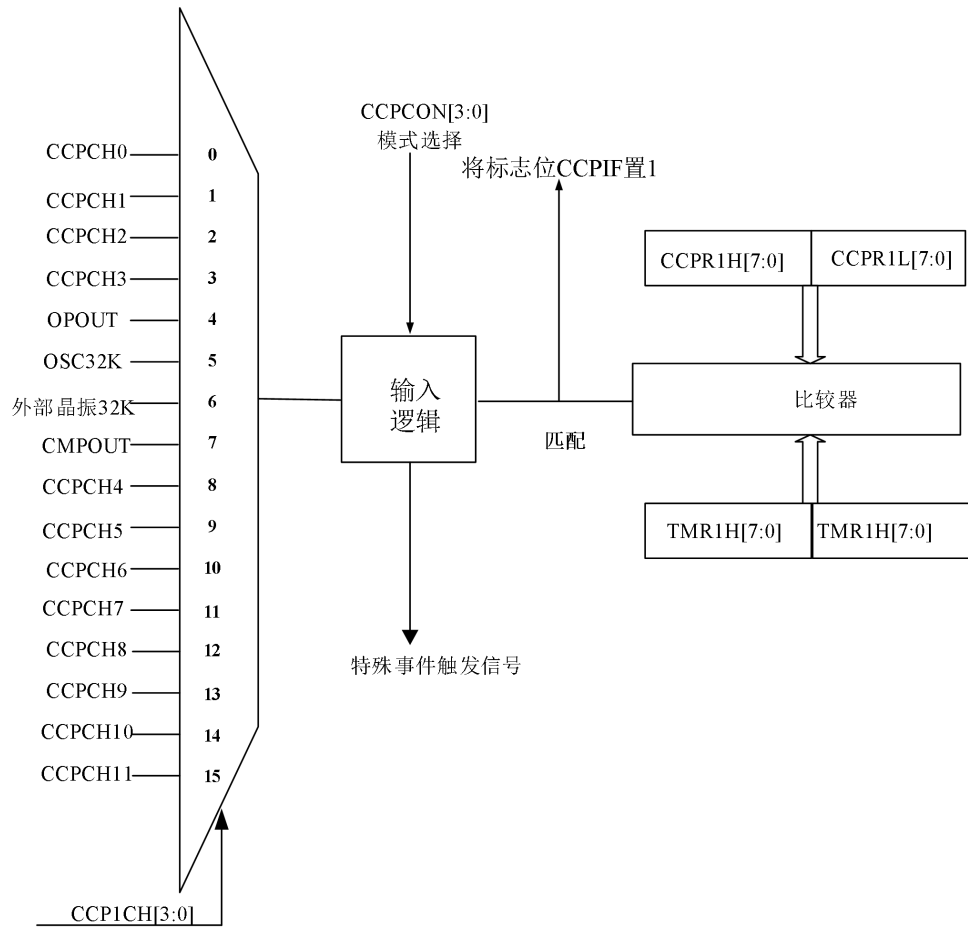 CCPCON[3:0]
模式选择
将标志位CCPIF置1
CCPCH0
0
CCPCH1
1
CCPCH2
2
CCPCH3
3
OPOUT
4
OSC32K
5
外部晶振32K
6
CMPOUT
7
CCPCH4
8
CCPCH5
9
CCPCH6
10
CCPCH7
11
CCPCH8
12
CCPCH9
13
CCPCH10
14
CCPCH11
15
CCP1CH[3:0]
输入
逻辑
匹配
特殊事件触发信号
CCPR1H[7:0]
CCPR1L[7:0]
比较器
TMR1H[7:0]
TMR1H[7:0]